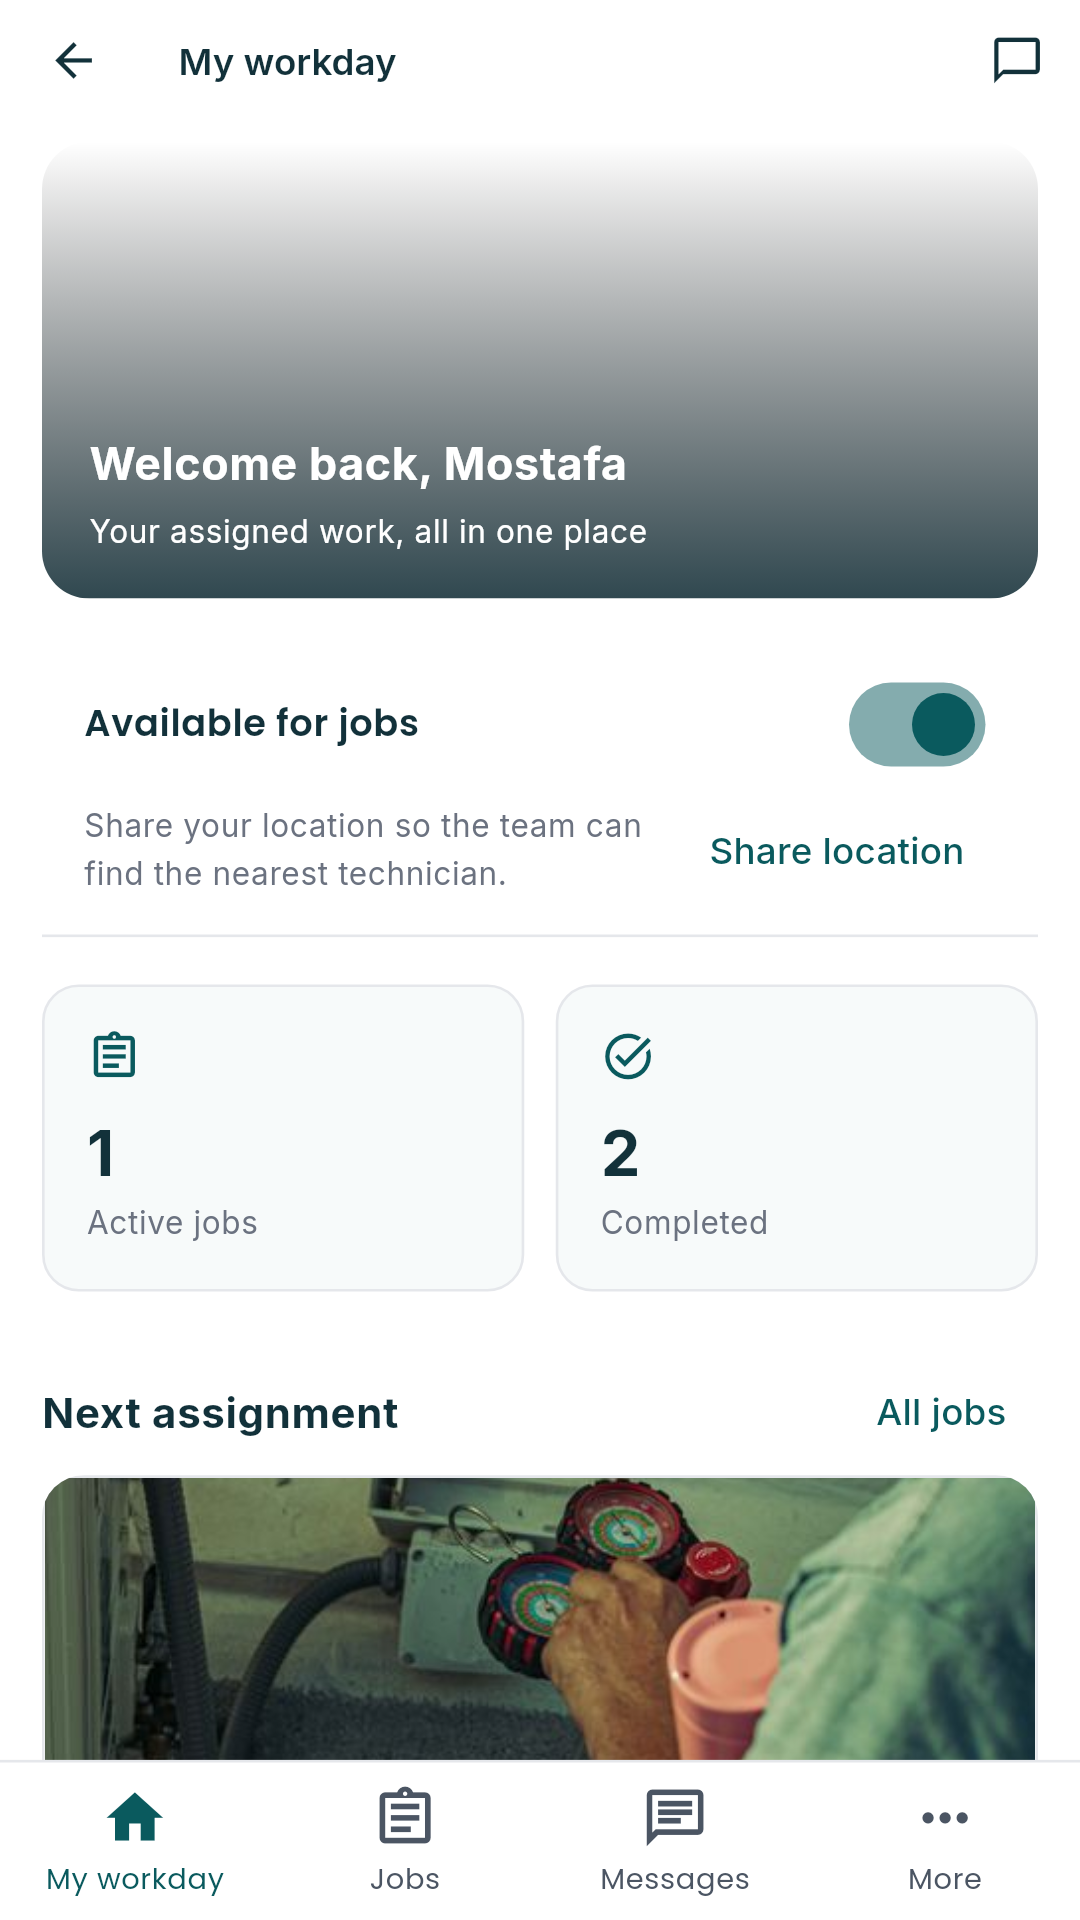 My workday
Welcome back, Mostafa
Your assigned work, all in one place
Available for jobs
Share your location so the team can
find the nearest technician.
Share location
1
Active jobs
2
Completed
Next assignment
All jobs
My workday
Jobs
Messages
More